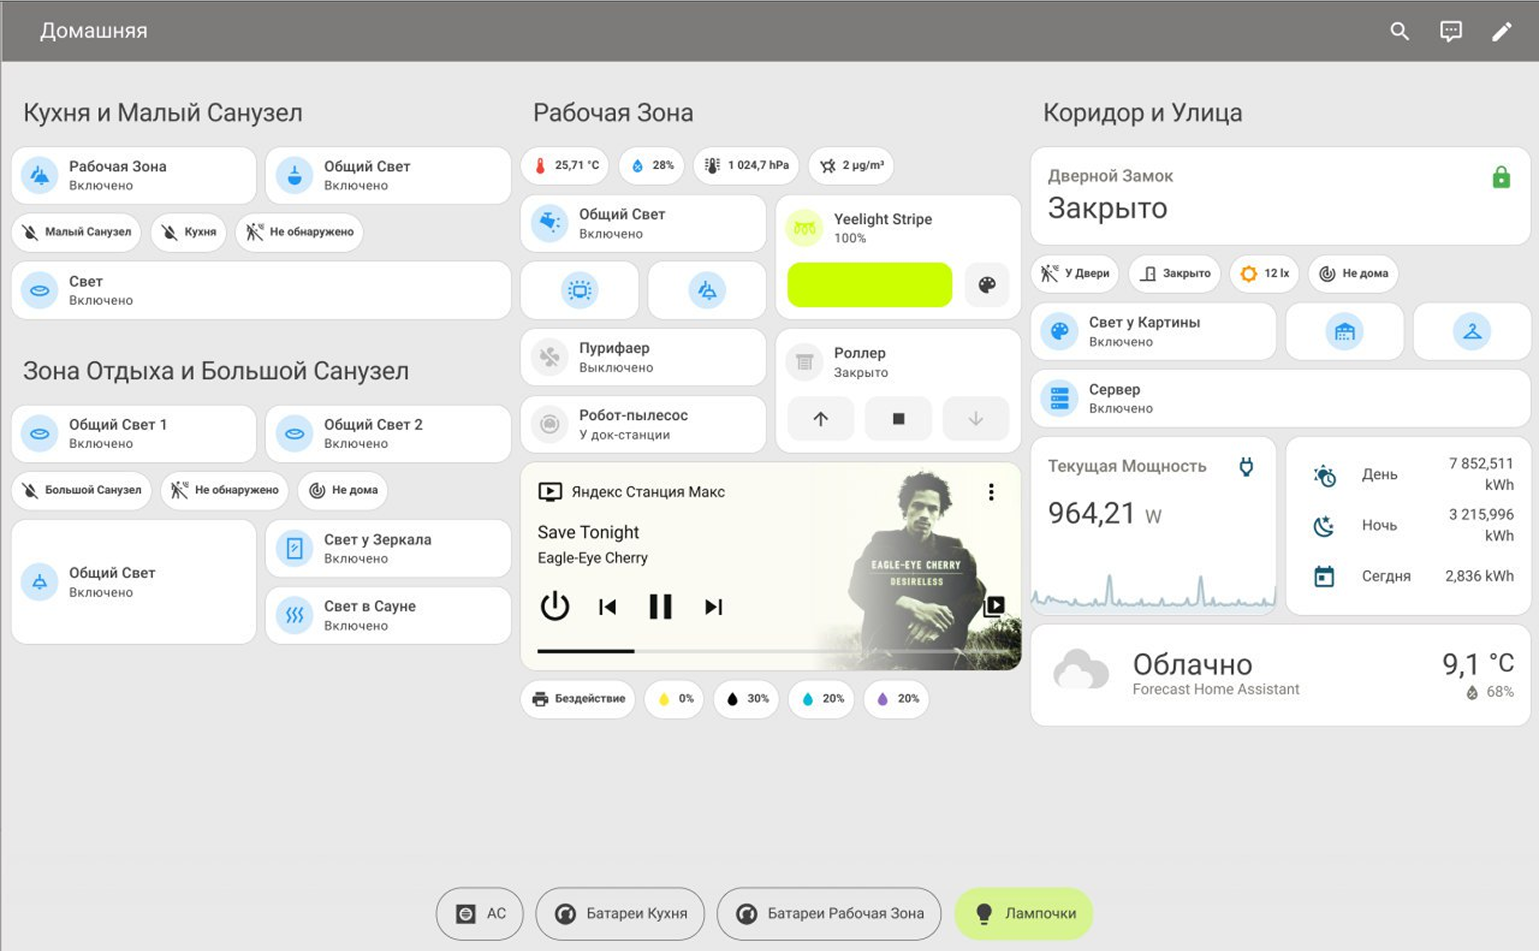 Домашняя
Кухня и Малый Санузел
Рабочая Зона
Включено
Общий Свет
Включено
Малый Санузел
Кухня
Не обнаружено
Свет
Включено
Зона Отдыха и Большой Санузел
Общий Свет 1
Включено
Общий Свет 2
Включено
Большой Санузел
Не обнаружено
Не дома
Общий Свет
Включено
Свет у Зеркала
Включено
Свет в Сауне
Включено
Рабочая Зона
25,71 °C
28%
1 024,7 hPa
2 µg/m³
Общий Свет
Включено
Yeelight Stripe
100%
Пурифаер
Выключено
Роллер
Закрыто
Робот-пылесос
У док-станции
Яндекс Станция Макс
Save Tonight
Eagle-Eye Cherry
EAGLE-EYE CHERRY
DESIRELESS
Бездействие
0%
30%
20%
20%
Коридор и Улица
Дверной Замок
Закрыто
У Двери
Закрыто
12 lx
Не дома
Свет у Картины
Включено
Сервер
Включено
Текущая Мощность
964,21 W
День
7 852,511
kWh
Ночь
3 215,996
kWh
Сегдня
2,836 kWh
Облачно
Forecast Home Assistant
9,1 °C
68%
AC
Батареи Кухня
Батареи Рабочая Зона
Лампочки